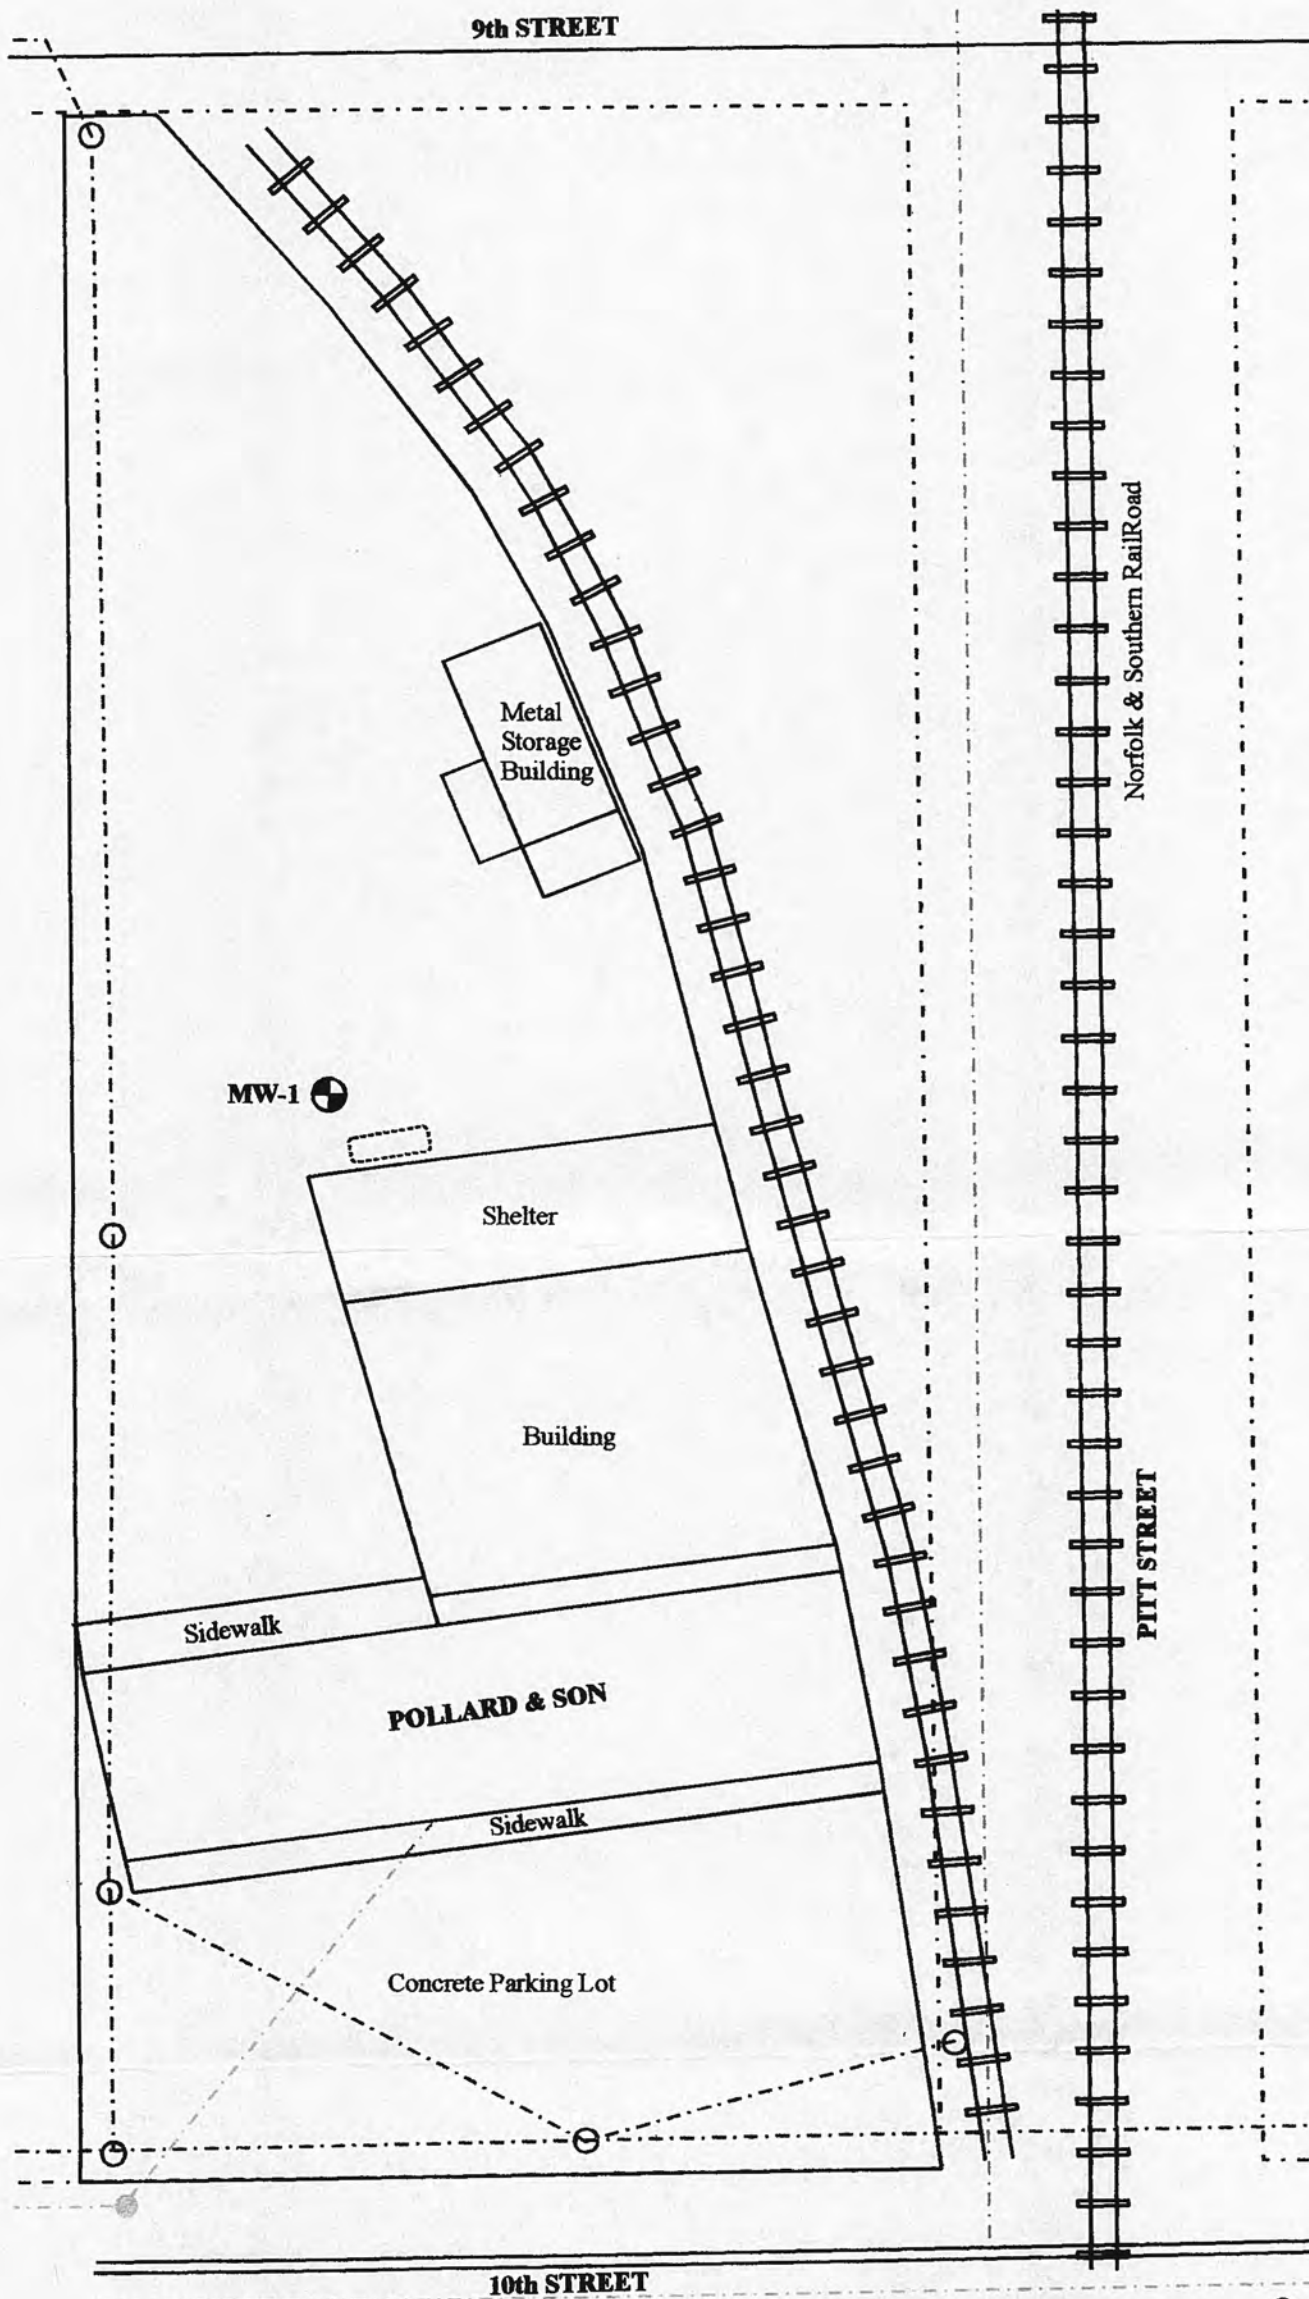 9th STREET
Norfolk & Southern RailRoad
Metal
Storage
Building
MW-1
Shelter
Building
PITT STREET
Sidewalk
POLLARD & SON
Sidewalk
Concrete Parking Lot
10th STREET